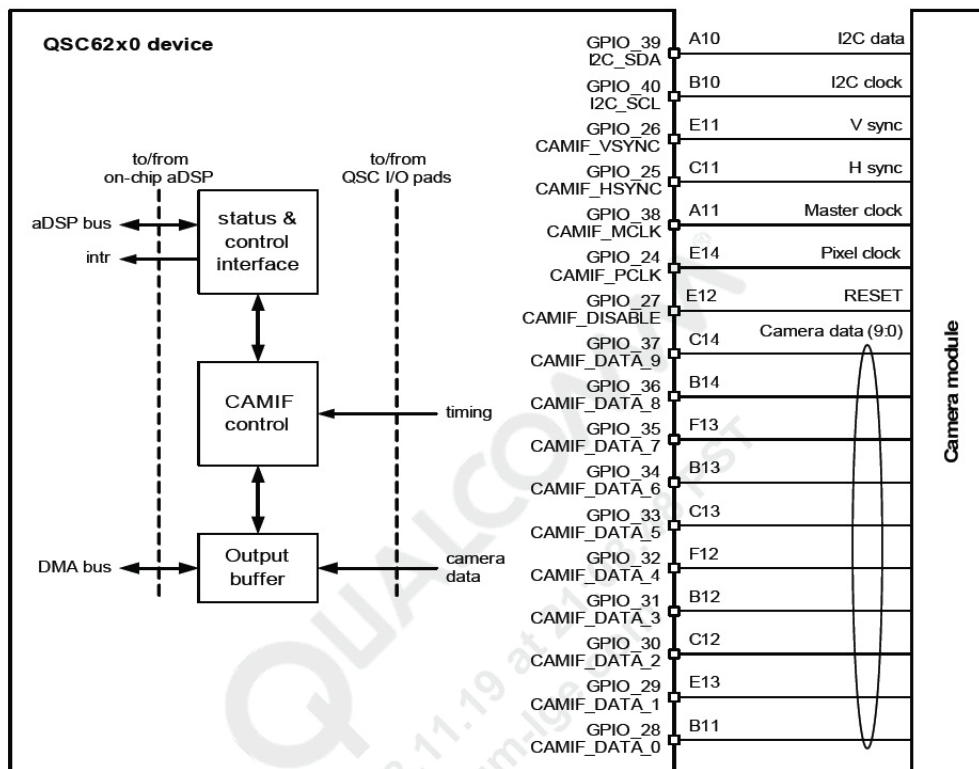 QSC62x0 device
to/from
on-chip aDSP
to/from
QSC I/O pads
aDSP bus
intr
status &
control
interface
CAMIF
control
timing
DMA bus
Output
buffer
camera
data
GPIO_39
I2C_SDA
A10
I2C data
GPIO_40
I2C_SCL
B10
I2C clock
GPIO_26
CAMIF_VSYNC
E11
V sync
GPIO_25
CAMIF_HSYNC
C11
H sync
GPIO_38
CAMIF_MCLK
A11
Master clock
GPIO_24
CAMIF_PCLK
E14
Pixel clock
GPIO_27
CAMIF_DISABLE
E12
RESET
Camera data (9:0)
GPIO_37
CAMIF_DATA_9
C14
GPIO_36
CAMIF_DATA_8
B14
GPIO_35
CAMIF_DATA_7
F13
GPIO_34
CAMIF_DATA_6
B13
GPIO_33
CAMIF_DATA_5
C13
GPIO_32
CAMIF_DATA_4
F12
GPIO_31
CAMIF_DATA_3
B12
GPIO_30
CAMIF_DATA_2
C12
GPIO_29
CAMIF_DATA_1
E13
GPIO_28
CAMIF_DATA_0
B11
Camera module
QUALCOMM®